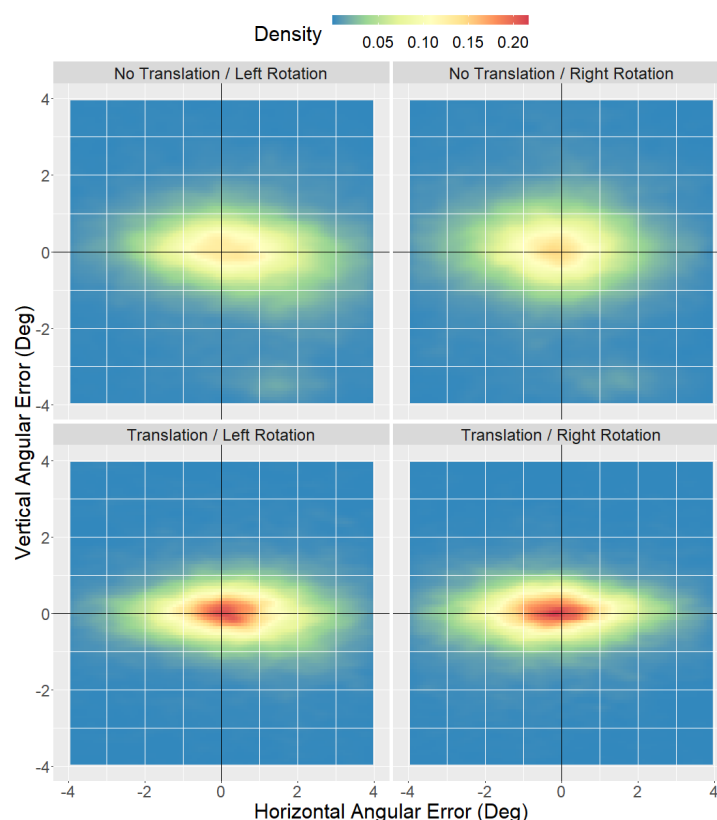 Density
0.05 0.10 0.15 0.20
No Translation / Left Rotation
No Translation / Right Rotation
4
2
0
-2
-4
Vertical Angular Error (Deg)
Translation / Left Rotation
Translation / Right Rotation
4
2
0
-2
-4
-4 -2 0 2 4
-4 -2 0 2 4
Horizontal Angular Error (Deg)